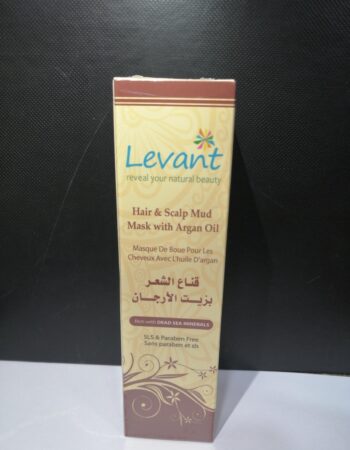 Levant
reveal your natural beauty
Hair & Scalp Mud
Mask with Argan Oil
Masque De Boue Pour Les
Cheveux Avec L'huile D'argan
قناع الشعر
بزيت الأرجان
Rich with DEAD SEA MINERALS
SLS & Paraben Free
Sans paraben et sls